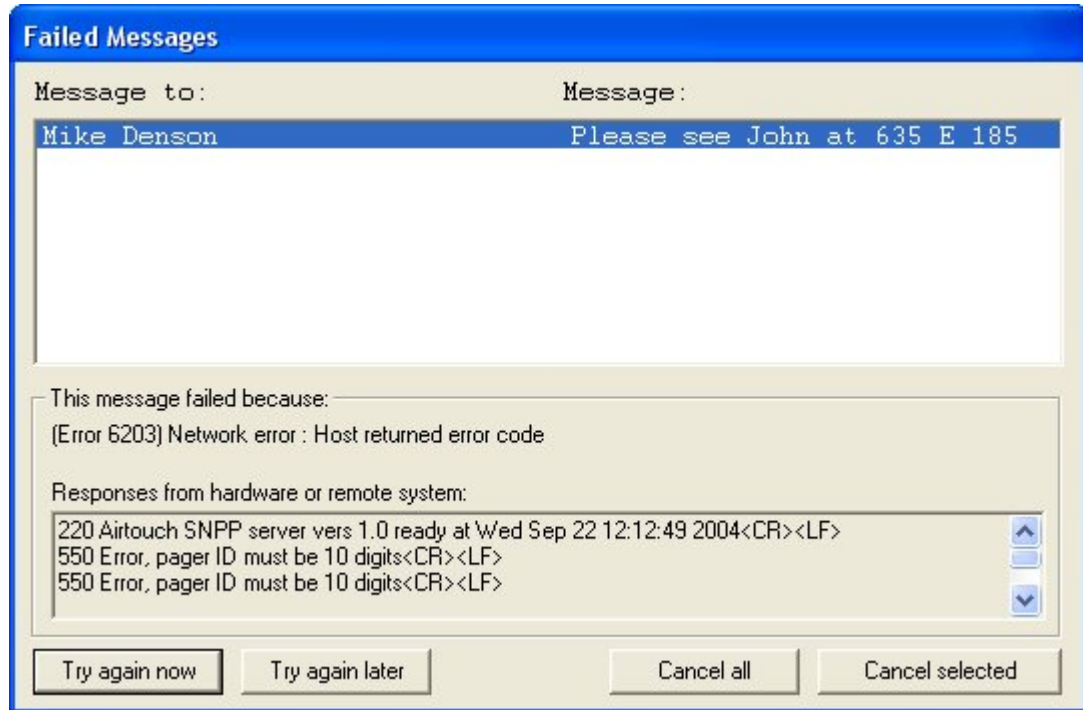 Failed Messages
Message to: Message:
Mike Denson Please see John at 635 E 185
This message failed because:
(Error 6203) Network error : Host returned error code
Responses from hardware or remote system:
220 Airtouch SNPP server vers 1.0 ready at Wed Sep 22 12:12:49 2004<CR><LF>
550 Error, pager ID must be 10 digits<CR><LF>
550 Error, pager ID must be 10 digits<CR><LF>
Try again now Try again later Cancel all Cancel selected